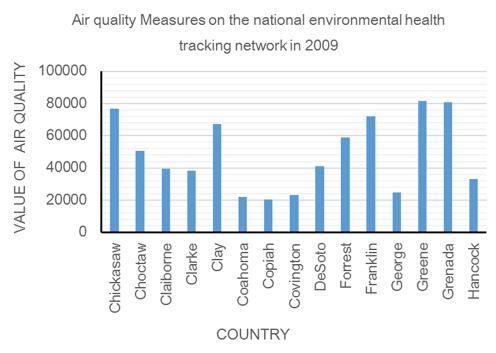 Air quality Measures on the national environmental health
tracking network in 2009
VALUE OF AIR QUALITY
100000
80000
60000
40000
20000
0
Chickasaw
Choctaw
Claiborne
Clarke
Clay
Coahoma
Copiah
Covington
DeSoto
Forrest
Franklin
George
Greene
Grenada
Hancock
COUNTRY